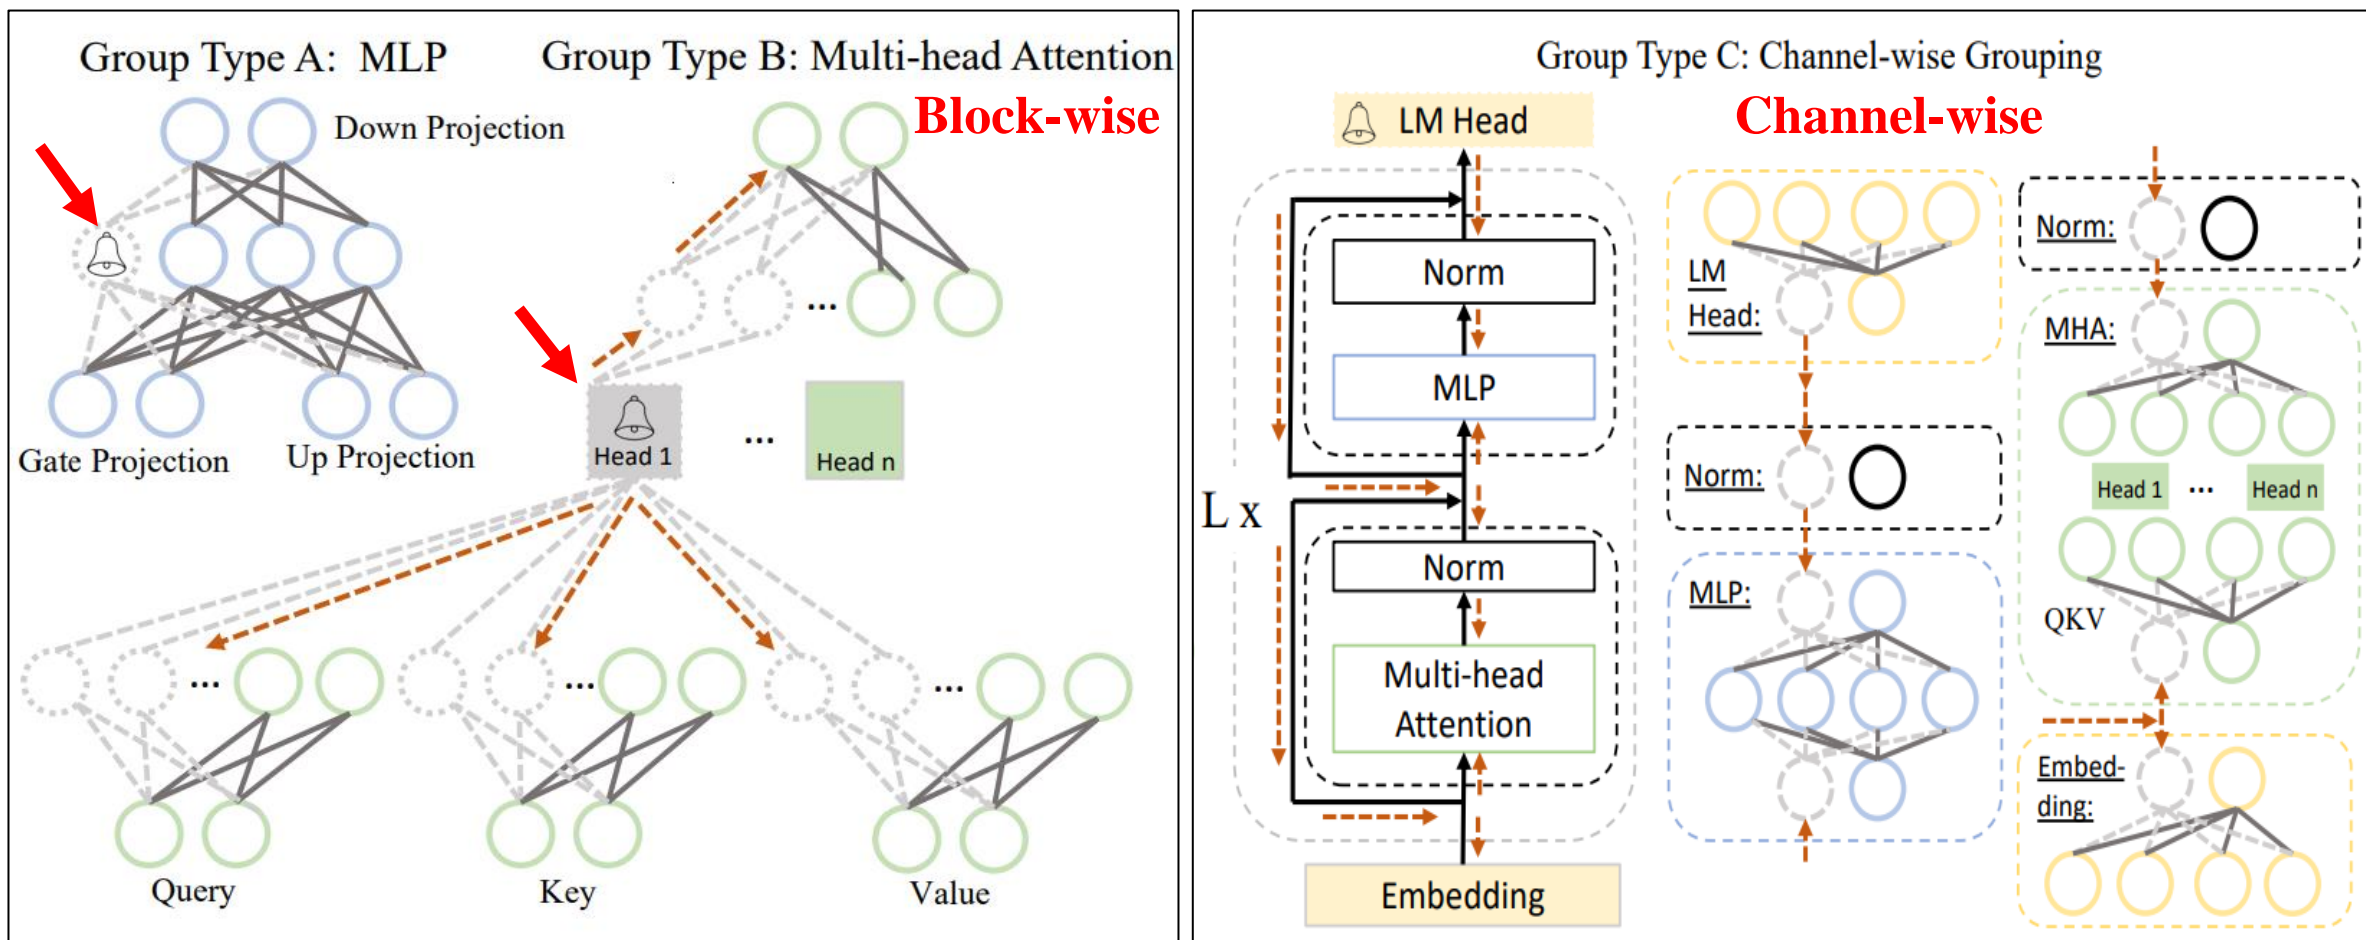 Group Type A: MLP
Group Type B: Multi-head Attention
Block-wise
Down Projection
...
Gate Projection
Up Projection
Head 1
...
Head n
...
...
...
Query
Key
Value
Group Type C: Channel-wise Grouping
Channel-wise
LM Head
Norm
MLP
L x
Norm
Multi-head
Attention
Embedding
LM
Head:
Norm:
MLP:
Norm:
MHA:
Head 1
...
Head n
QKV
Embed-
ding: